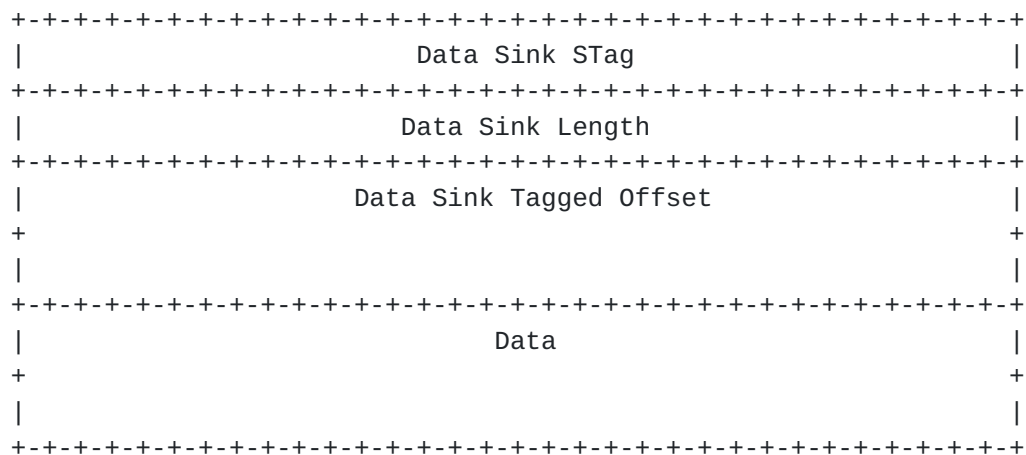 +-+-+-+-+-+-+-+-+-+-+-+-+-+-+-+-+-+-+-+-+-+-+-+-+-+-+-+-+-+-+-+-+
|                         Data Sink STag                        |
+-+-+-+-+-+-+-+-+-+-+-+-+-+-+-+-+-+-+-+-+-+-+-+-+-+-+-+-+-+-+-+-+
|                        Data Sink Length                       |
+-+-+-+-+-+-+-+-+-+-+-+-+-+-+-+-+-+-+-+-+-+-+-+-+-+-+-+-+-+-+-+-+
|                     Data Sink Tagged Offset                   |
+                                                               +
|                                                               |
+-+-+-+-+-+-+-+-+-+-+-+-+-+-+-+-+-+-+-+-+-+-+-+-+-+-+-+-+-+-+-+-+
|                              Data                             |
+                                                               +
|                                                               |
+-+-+-+-+-+-+-+-+-+-+-+-+-+-+-+-+-+-+-+-+-+-+-+-+-+-+-+-+-+-+-+-+